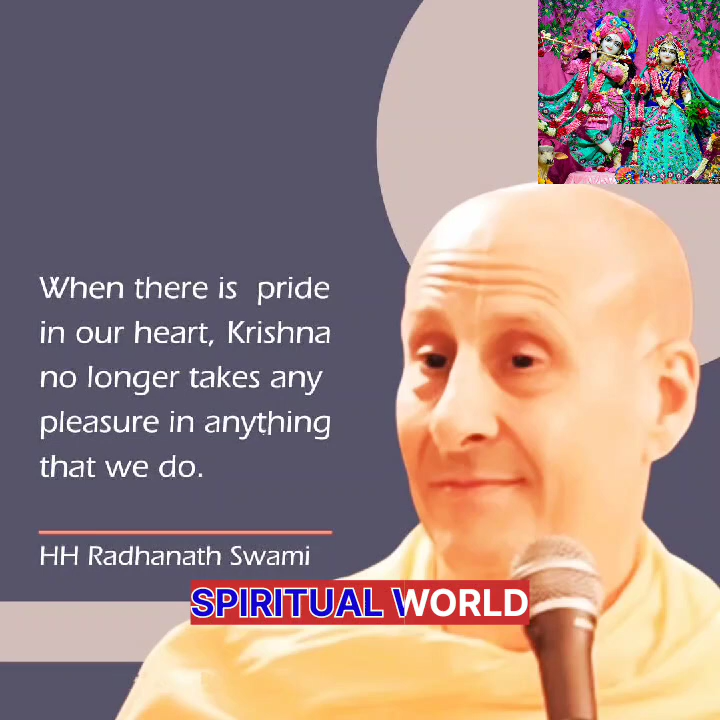 When there is pride
in our heart, Krishna
no longer takes any
pleasure in anything
that we do.
HH Radhanath Swami
SPIRITUAL WORLD